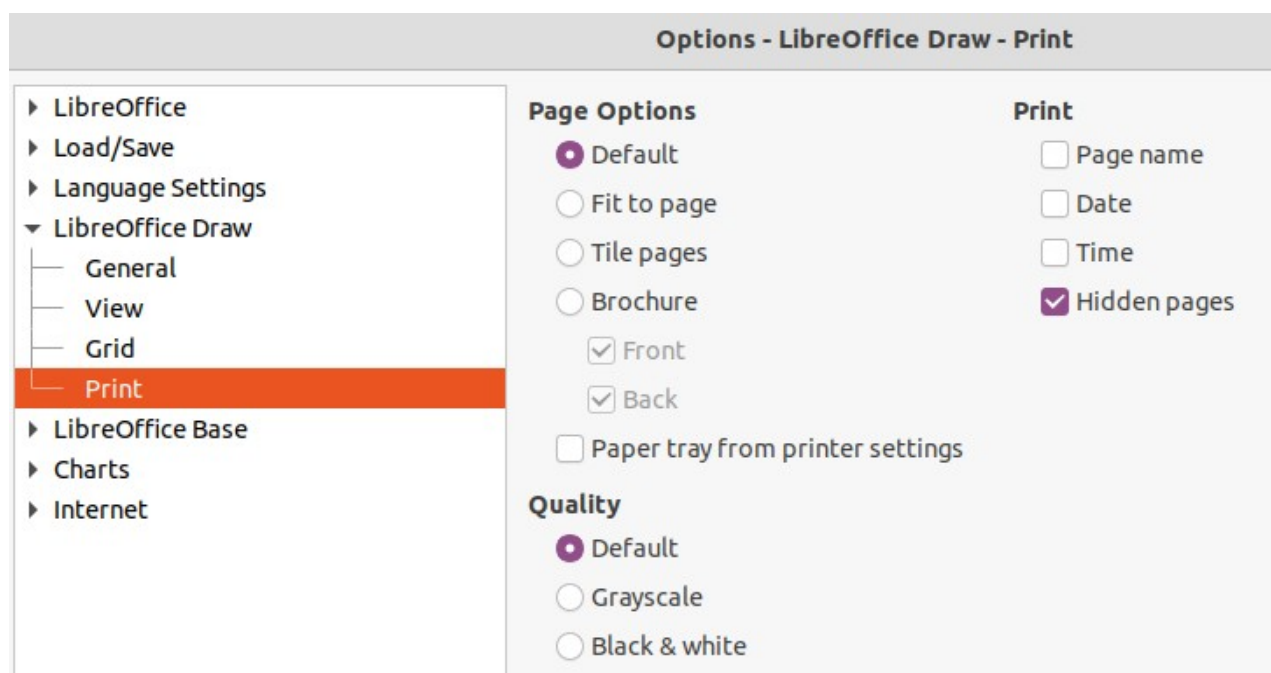 Options - LibreOffice Draw - Print
LibreOffice
Load/Save
Language Settings
LibreOffice Draw
General
View
Grid
Print
LibreOffice Base
Charts
Internet
Page Options
Default
Fit to page
Tile pages
Brochure
Front
Back
Paper tray from printer settings
Quality
Default
Grayscale
Black & white
Print
Page name
Date
Time
Hidden pages